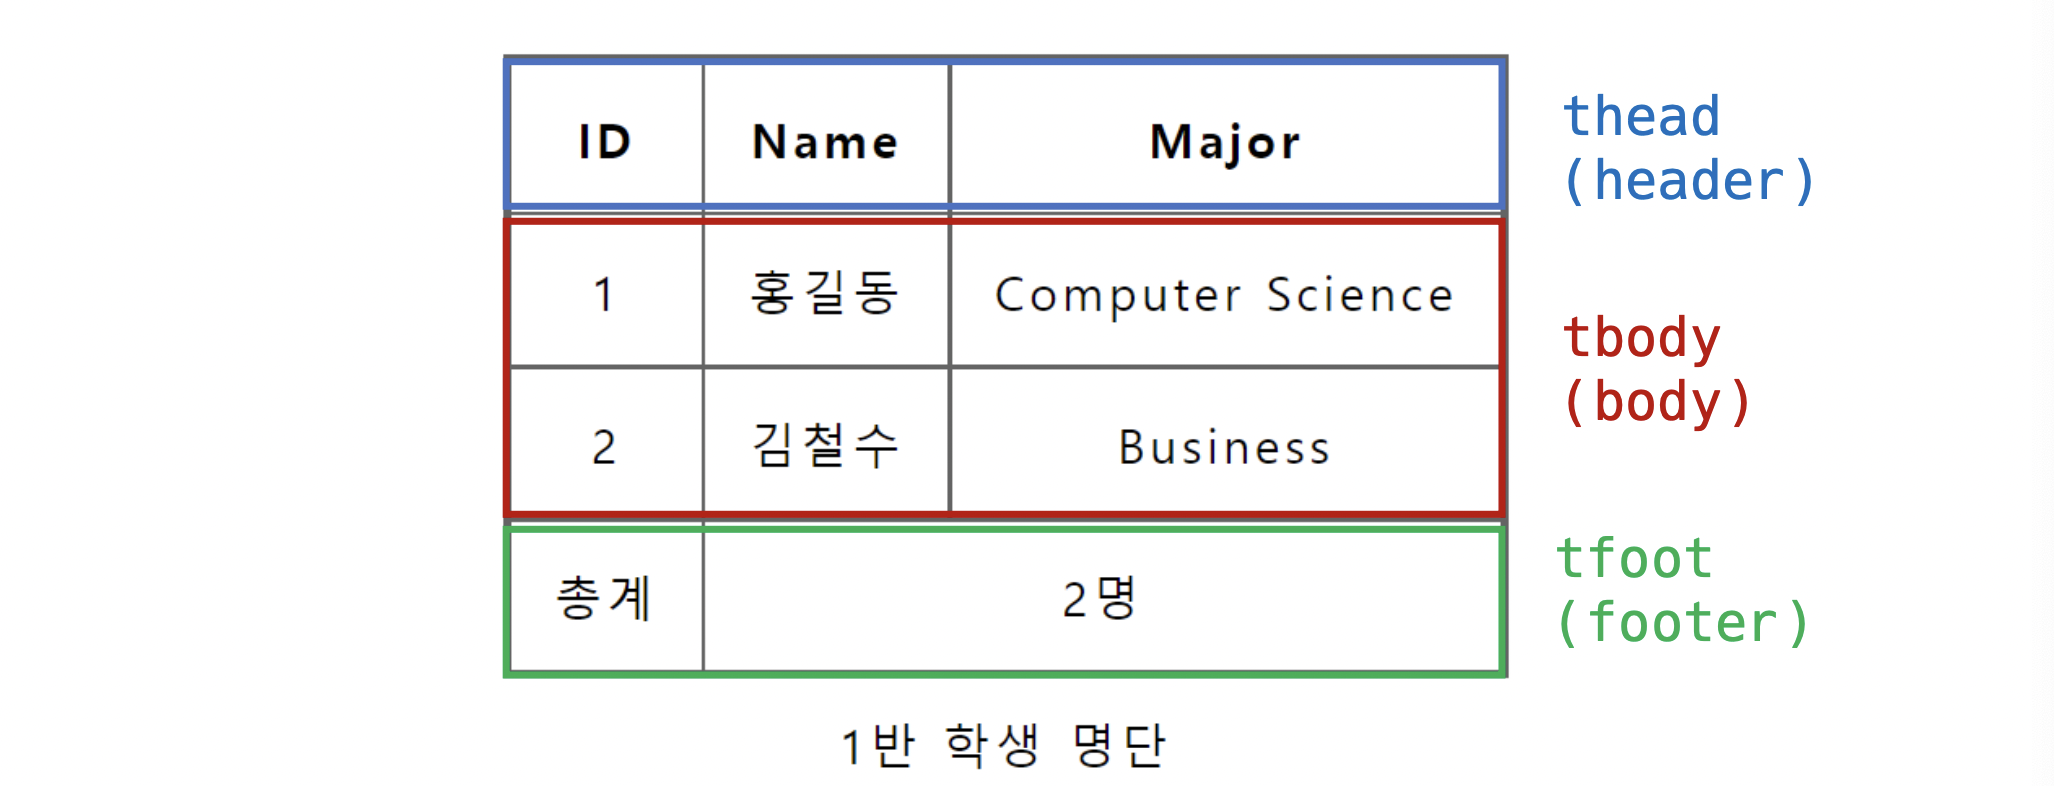 ID Name Major
thead
(header)
1 홍길동 Computer Science
tbody
(body)
2 김철수 Business
tfoot
(footer)
총계 2명
1반 학생 명단